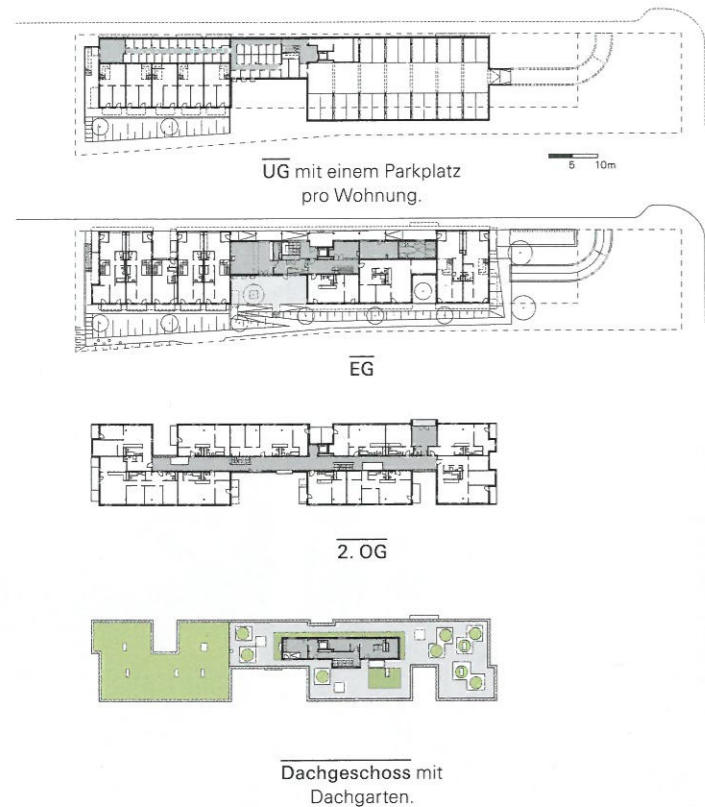 UG mit einem Parkplatz
pro Wohnung.
5 10m
EG
2. OG
Dachgeschoss mit
Dachgarten.